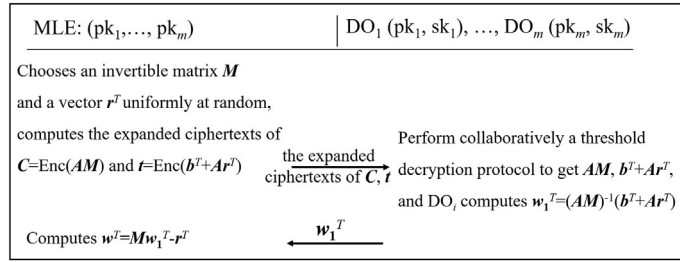 MLE: (pk₁,…, pkₘ) DO₁ (pk₁, sk₁), …, DOₘ (pkₘ, skₘ)
Chooses an invertible matrix M
and a vector rᵀ uniformly at random,
computes the expanded ciphertexts of
C=Enc(AM) and t=Enc(bᵀ+Arᵀ)
the expanded
ciphertexts of C, t
Perform collaboratively a threshold
decryption protocol to get AM, bᵀ+Arᵀ,
and DOᵢ computes w₁ᵀ=(AM)⁻¹(bᵀ+Arᵀ)
Computes wᵀ=Mw₁ᵀ-rᵀ
w₁ᵀ